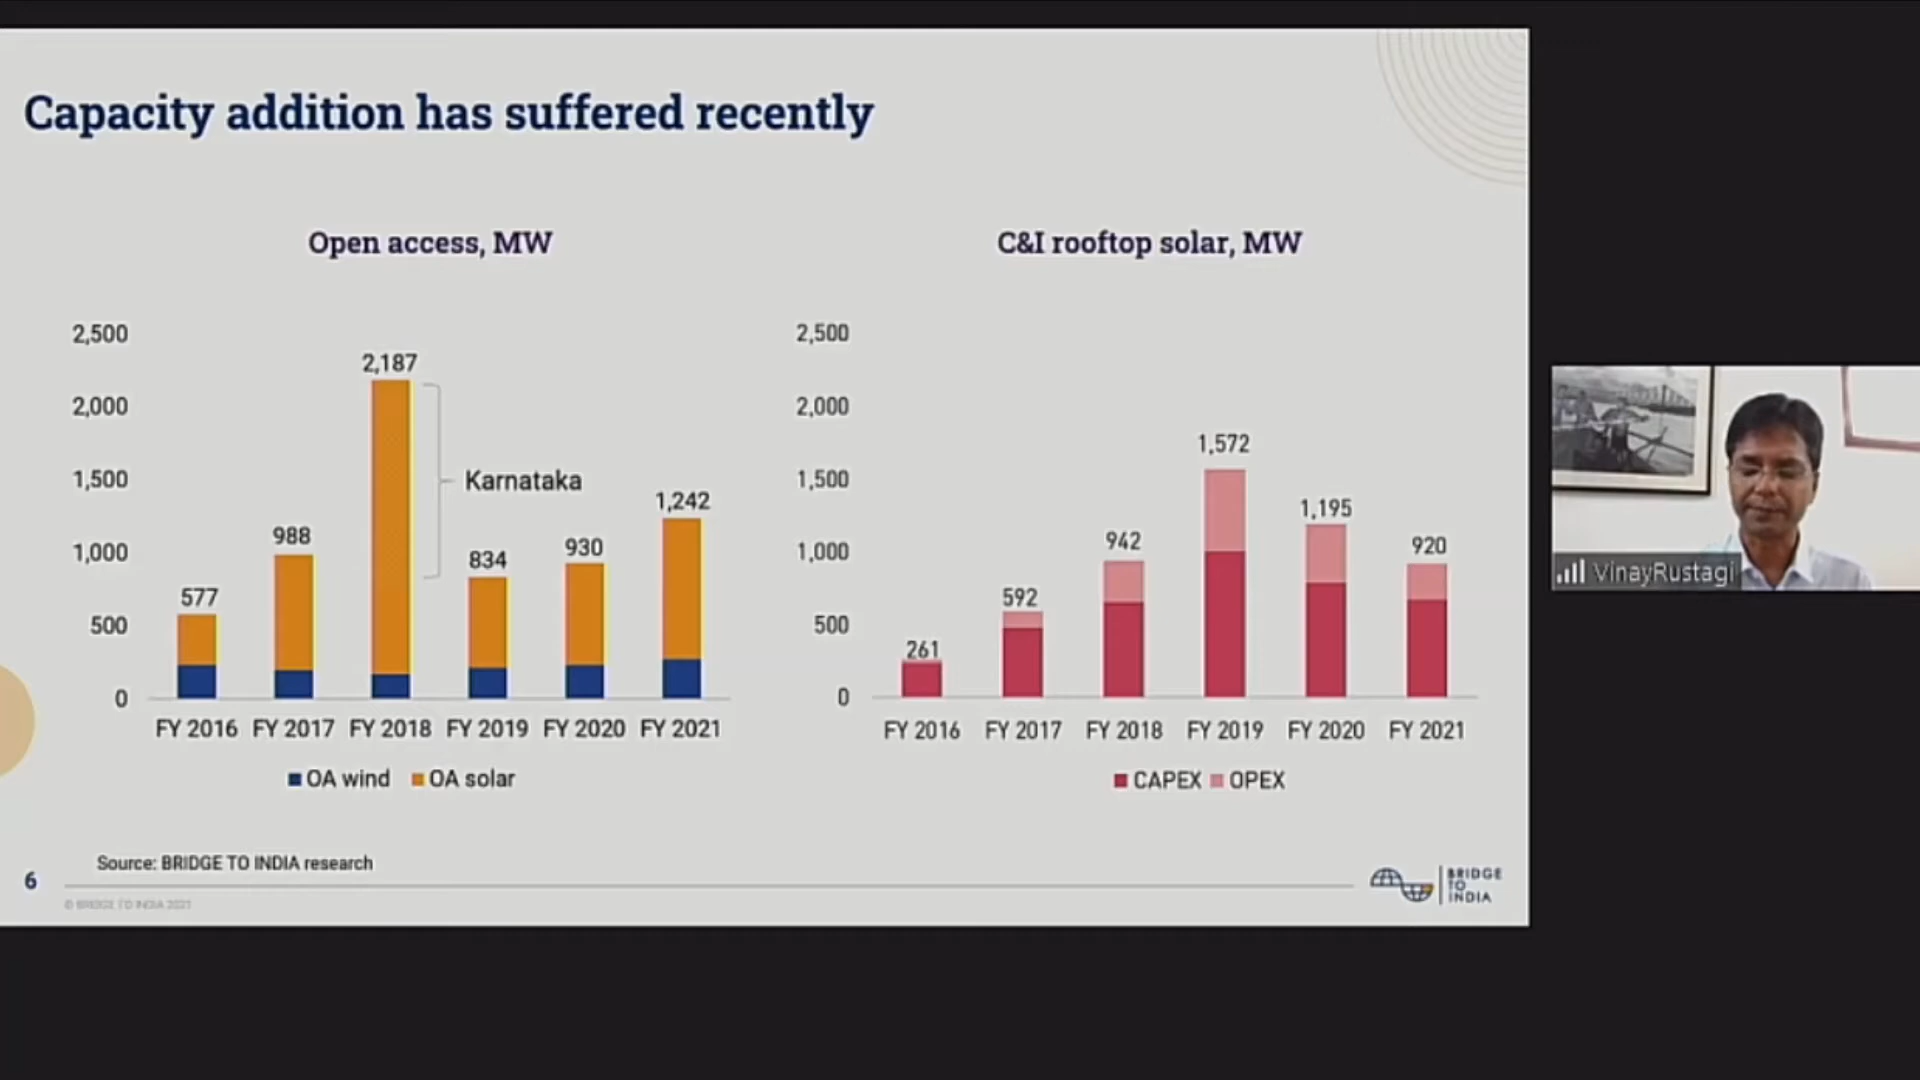 Capacity addition has suffered recently
Open access, MW
2,500
2,000
1,500
1,000
500
0
577
988
2,187
834
930
1,242
Karnataka
FY 2016 FY 2017 FY 2018 FY 2019 FY 2020 FY 2021
OA wind OA solar
C&I rooftop solar, MW
2,500
2,000
1,500
1,000
500
0
261
592
942
1,572
1,195
920
FY 2016 FY 2017 FY 2018 FY 2019 FY 2020 FY 2021
CAPEX OPEX
Source: BRIDGE TO INDIA research
6
© BRIDGE TO INDIA 2021
BRIDGE
TO
INDIA
VinayRustagi